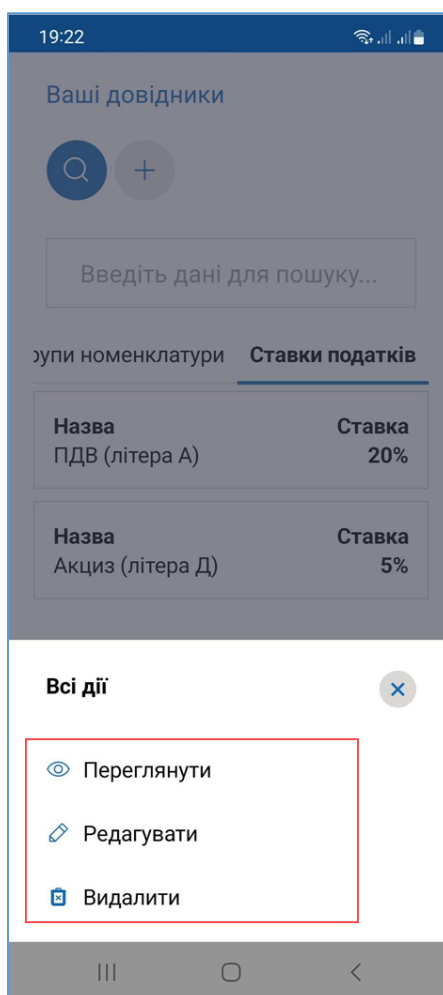 19:22
Ваші довідники
Введіть дані для пошуку...
рупи номенклатури Ставки податків
Назва Ставка
ПДВ (літера А) 20%
Назва Ставка
Акциз (літера Д) 5%
Всі дії
Переглянути
Редагувати
Видалити